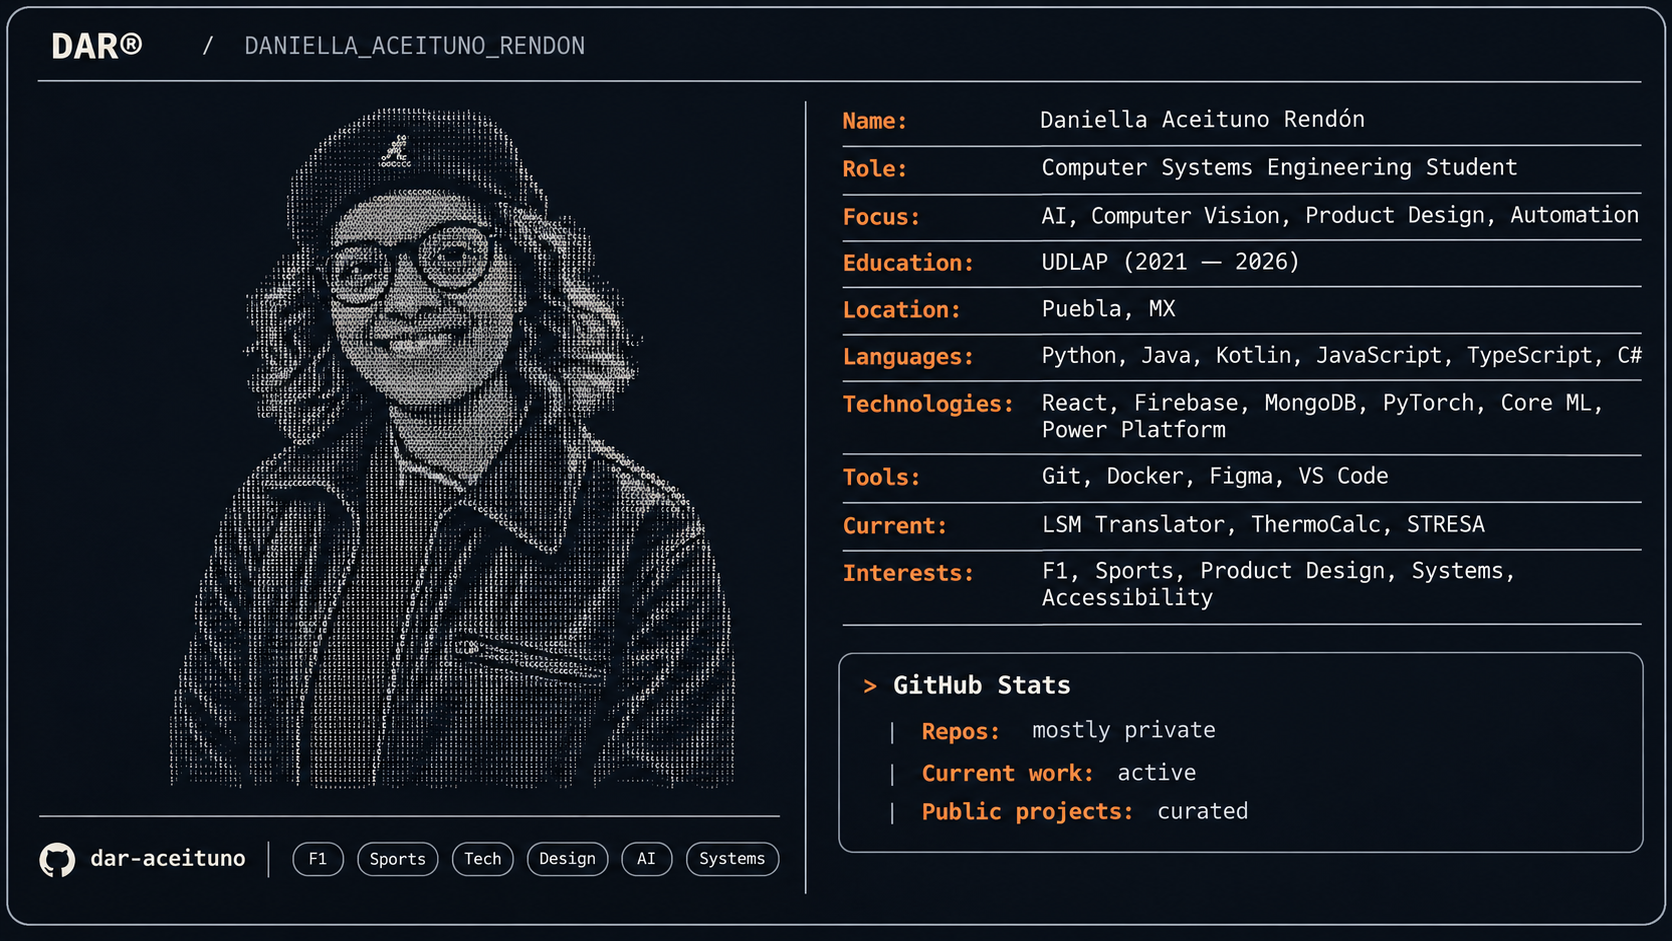 DAR® / DANIELLA_ACEITUNO_RENDON
Name: Daniella Aceituno Rendón
Role: Computer Systems Engineering Student
Focus: AI, Computer Vision, Product Design, Automation
Education: UDLAP (2021 — 2026)
Location: Puebla, MX
Languages: Python, Java, Kotlin, JavaScript, TypeScript, C#
Technologies: React, Firebase, MongoDB, PyTorch, Core ML,
Power Platform
Tools: Git, Docker, Figma, VS Code
Current: LSM Translator, ThermoCalc, STRESA
Interests: F1, Sports, Product Design, Systems,
Accessibility
> GitHub Stats
| Repos: mostly private
| Current work: active
| Public projects: curated
dar-aceituno | F1 Sports Tech Design AI Systems